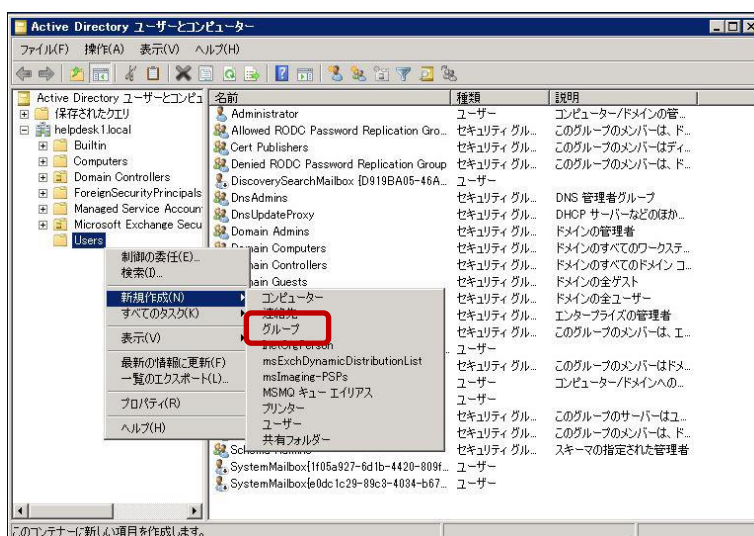 Active Directory ユーザーとコンピューター
ファイル(F) 操作(A) 表示(V) ヘルプ(H)
Active Directory ユーザーとコンピュ
保存されたクエリ
helpdesk1.local
Builtin
Computers
Domain Controllers
ForeignSecurityPrincipals
Managed Service Accoun
Microsoft Exchange Secu
Users
名前 種類 説明
Administrator ユーザー コンピューター/ドメインの管...
Allowed RODC Password Replication Gro... セキュリティ グル... このグループのメンバーは、ド...
Cert Publishers セキュリティ グル... このグループのメンバーはディ...
Denied RODC Password Replication Group セキュリティ グル... このグループのメンバーは、ド...
DiscoverySearchMailbox {D919BA05-46A... ユーザー
DnsAdmins セキュリティ グル... DNS 管理者グループ
DnsUpdateProxy セキュリティ グル... DHCP サーバーなどのほか...
Domain Admins セキュリティ グル... ドメインの管理者
Domain Computers セキュリティ グル... ドメインのすべてのワークステ...
main Controllers セキュリティ グル... ドメインのすべてのドメイン コ...
main Guests セキュリティ グル... ドメインの全ゲスト
セキュリティ グル... ドメインの全ユーザー
セキュリティ グル... エンタープライズの管理者
セキュリティ グル... このグループのメンバーは、エ...
ユーザー
セキュリティ グル... このグループのメンバーはドメ...
ユーザー コンピューター/ドメインへの...
ユーザー
セキュリティ グル... このグループのサーバーはユ...
セキュリティ グル... このグループのメンバーは、ド...
Schema Admins セキュリティ グル... スキーマの指定された管理者
SystemMailbox{1f05a927-6d1b-4420-809f... ユーザー
SystemMailbox{e0dc1c29-89c3-4034-b67... ユーザー
制御の委任(E)...
検索(I)...
新規作成(N)
すべてのタスク(K)
表示(V)
最新の情報に更新(F)
一覧のエクスポート(L)...
プロパティ(R)
ヘルプ(H)
コンピューター
連絡先
グループ
InetOrgPerson
msExchDynamicDistributionList
msImaging-PSPs
MSMQ キュー エイリアス
プリンター
ユーザー
共有フォルダー
このコンテナーに新しい項目を作成します。